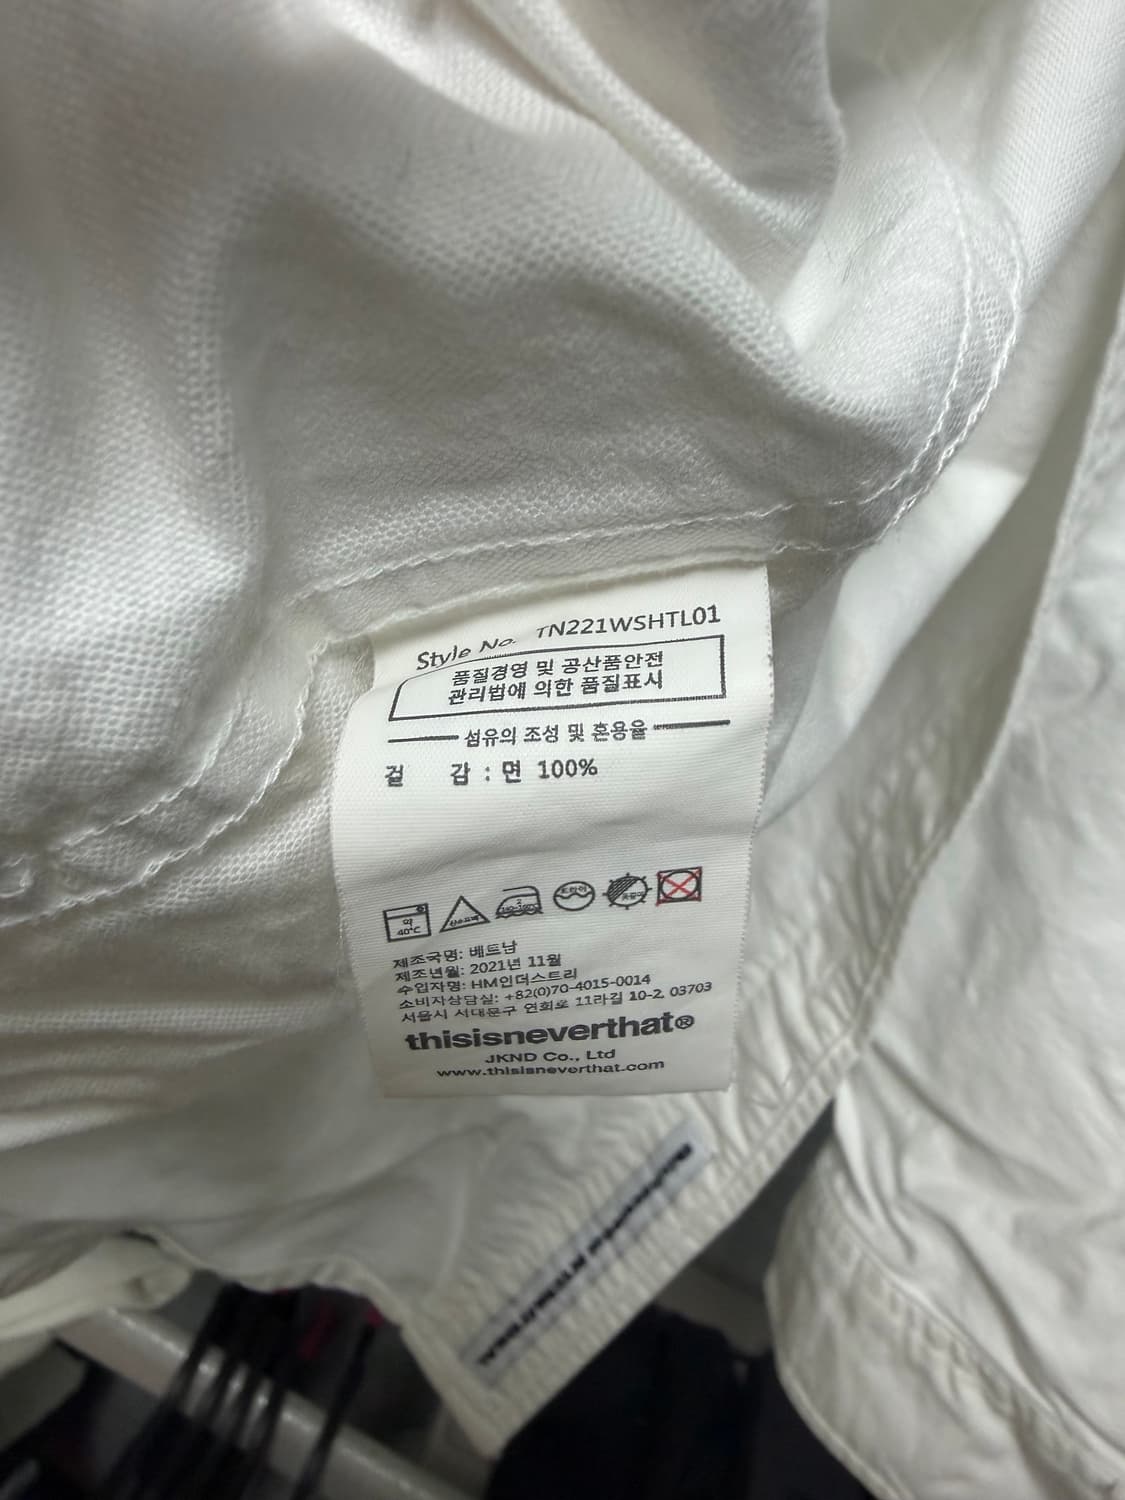 Style No. TN221WSHTL01
품질경영 및 공산품안전
관리법에 의한 품질표시
섬유의 조성 및 혼용율
겉 감 : 면 100%
약
40°C
제조국명: 베트남
제조년월: 2021년 11월
수입자명: HM인더스트리
소비자상담실: +82(0)70-4015-0014
서울시 서대문구 연희로 11라길 10-2, 03703
thisisneverthat®
JKND Co., Ltd
www.thisisneverthat.com